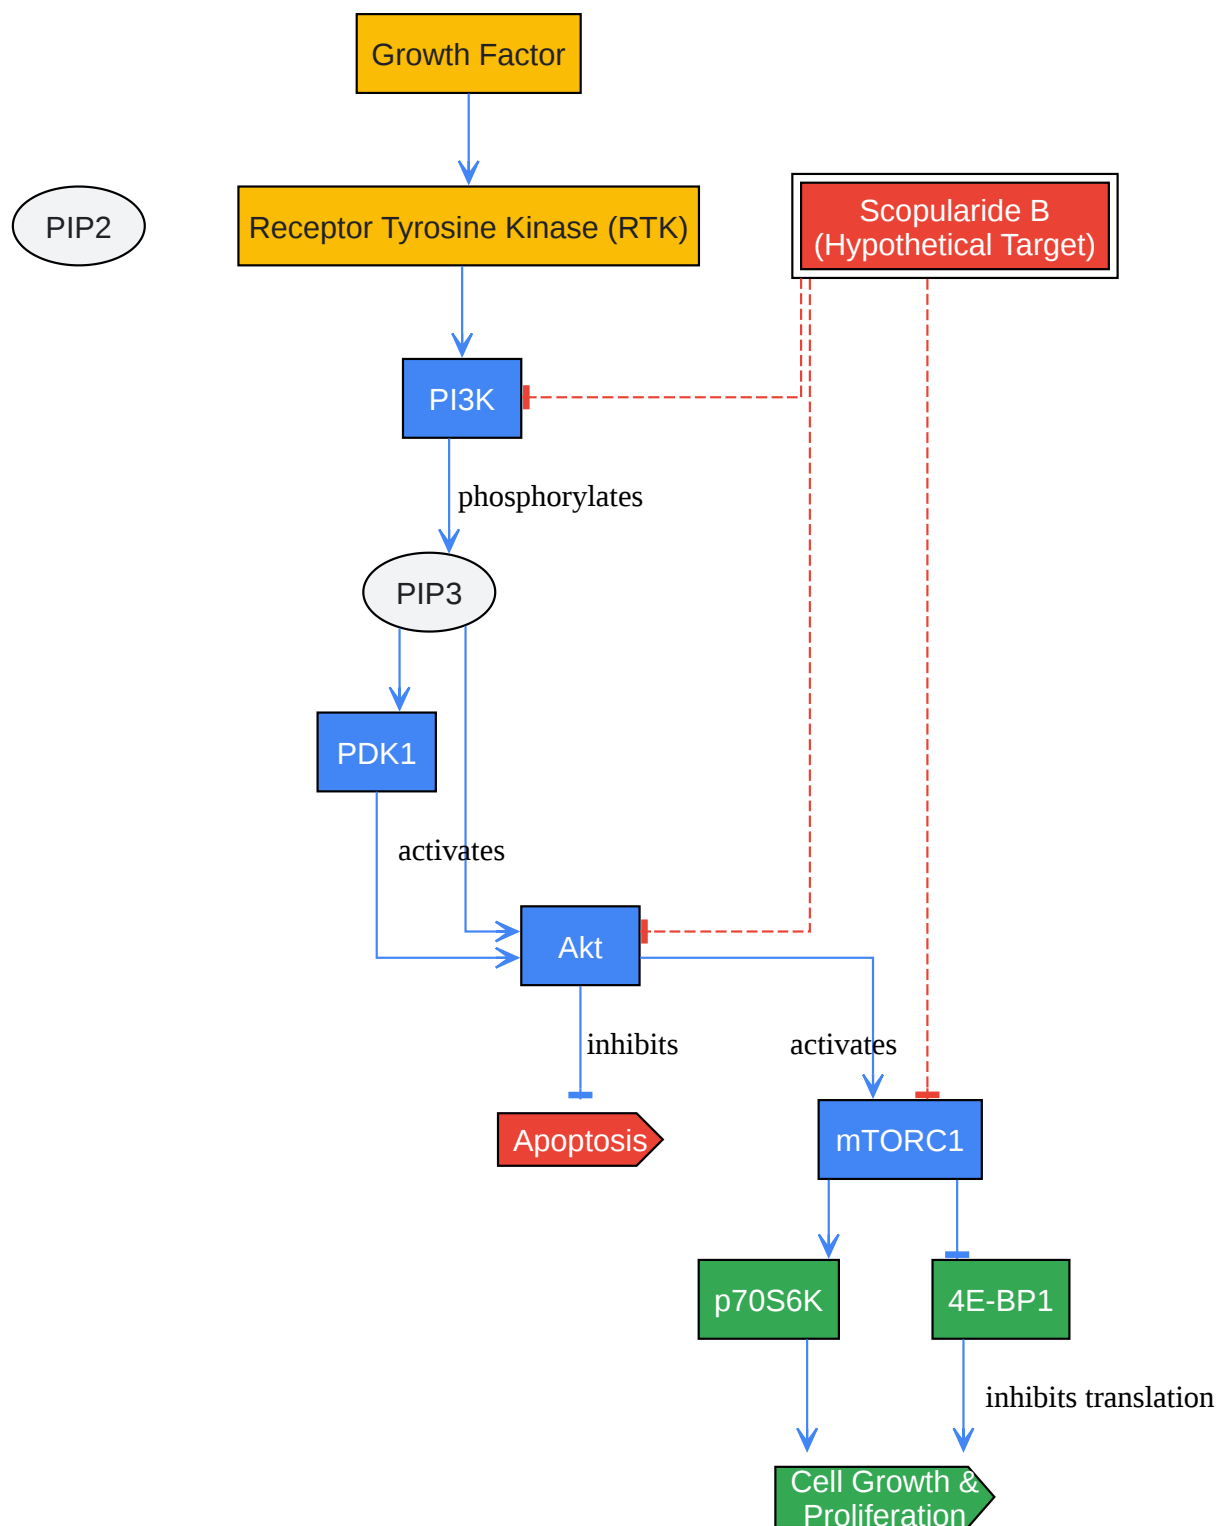 Growth Factor
PIP2
Receptor Tyrosine Kinase (RTK)
Scopularide B
(Hypothetical Target)
PI3K
phosphorylates
PIP3
PDK1
activates
Akt
inhibits
activates
Apoptosis
mTORC1
p70S6K
4E-BP1
inhibits translation
Cell Growth &
Proliferation